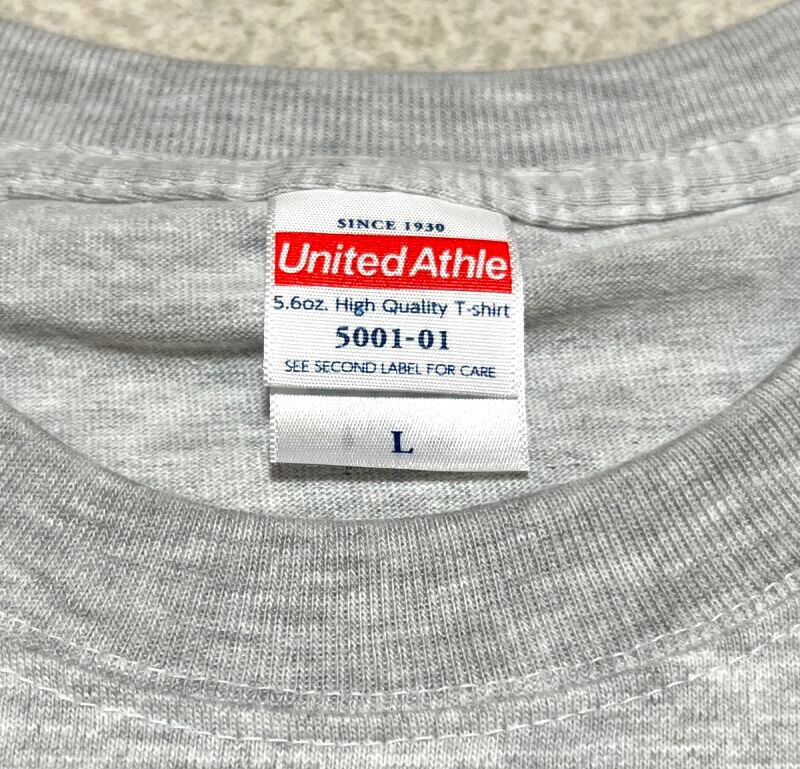 SINCE 1930
United Athle
5.6oz. High Quality T-shirt
5001-01
SEE SECOND LABEL FOR CARE
L